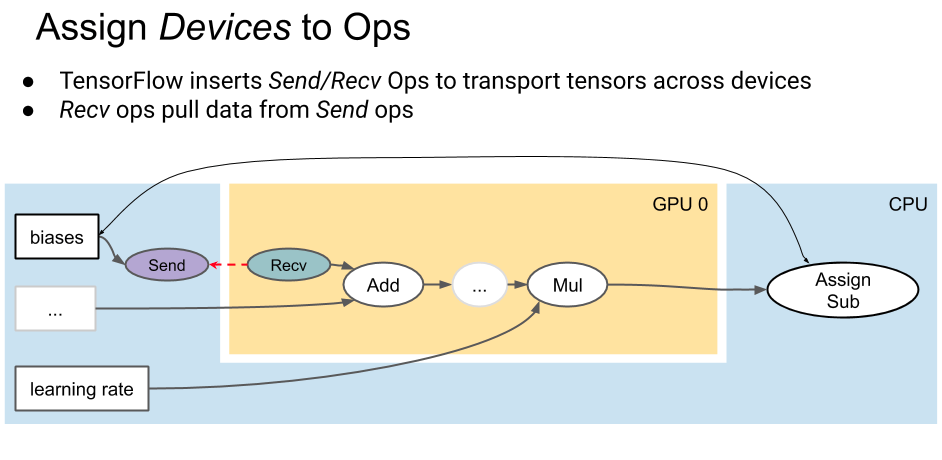 Assign Devices to Ops
● TensorFlow inserts Send/Recv Ops to transport tensors across devices
● Recv ops pull data from Send ops
GPU 0
CPU
biases
Send
Recv
Add
...
Mul
Assign
Sub
...
learning rate